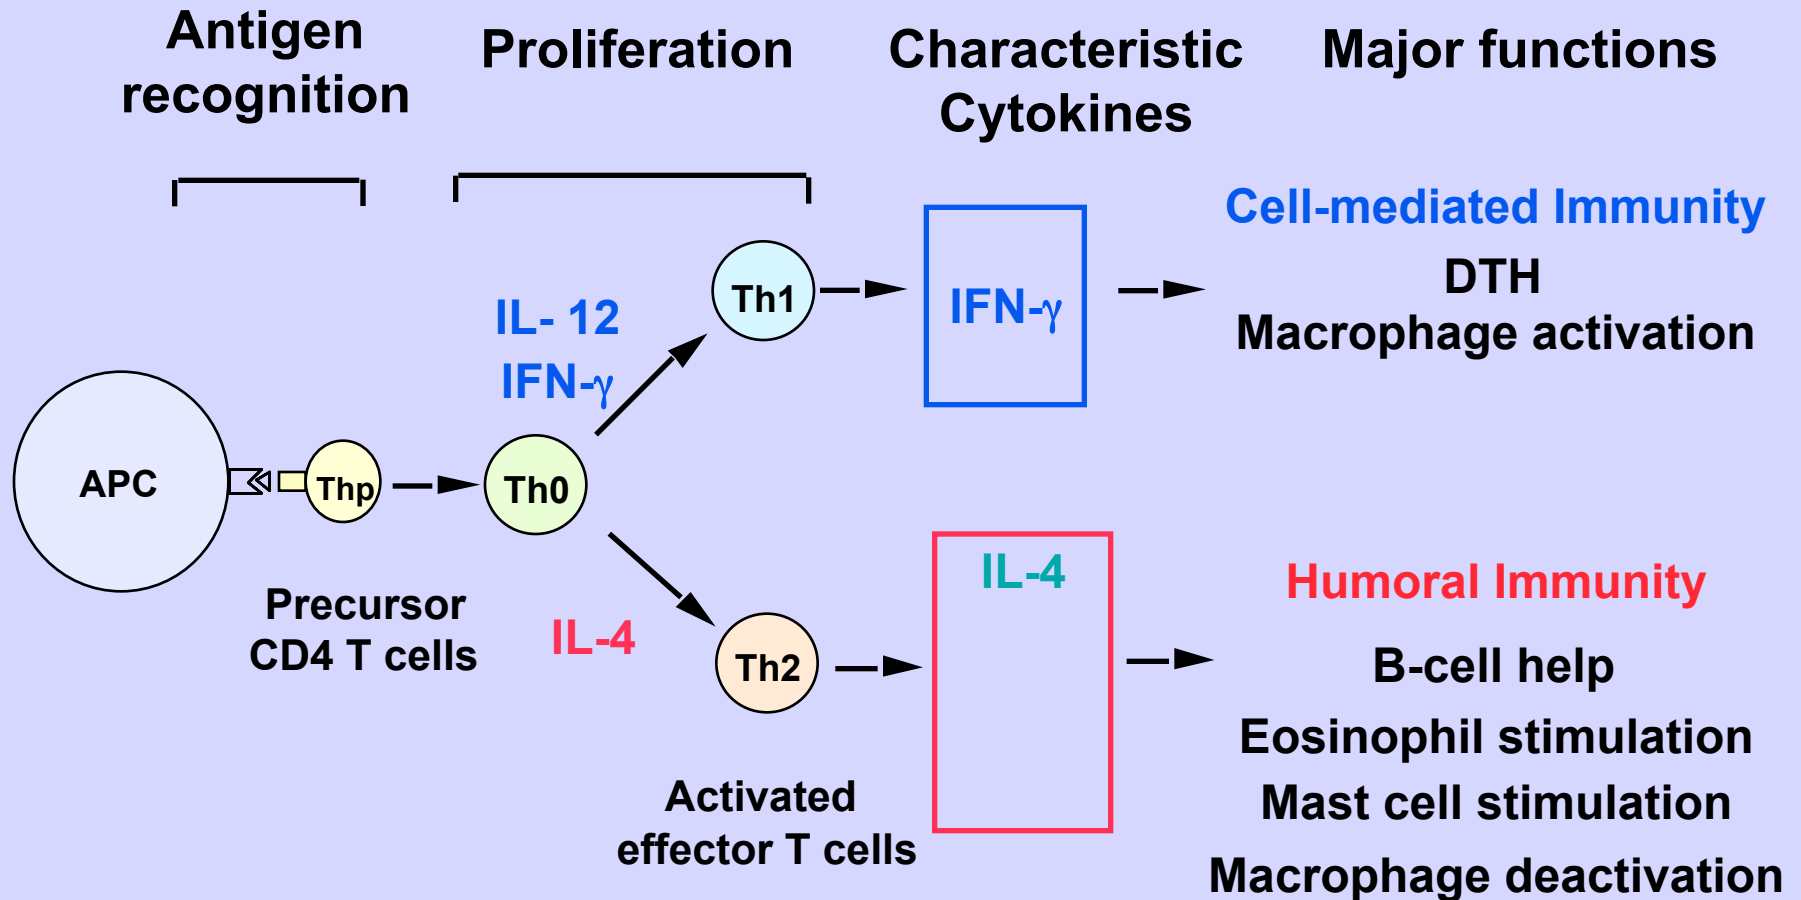 Antigen
recognition
Proliferation
Characteristic
Cytokines
Major functions
Cell-mediated Immunity
DTH
Macrophage activation
IL- 12
IFN-γ
Th1
IFN-γ
APC
Thp
Th0
Precursor
CD4 T cells
IL-4
Th2
IL-4
Humoral Immunity
B-cell help
Eosinophil stimulation
Mast cell stimulation
Macrophage deactivation
Activated
effector T cells